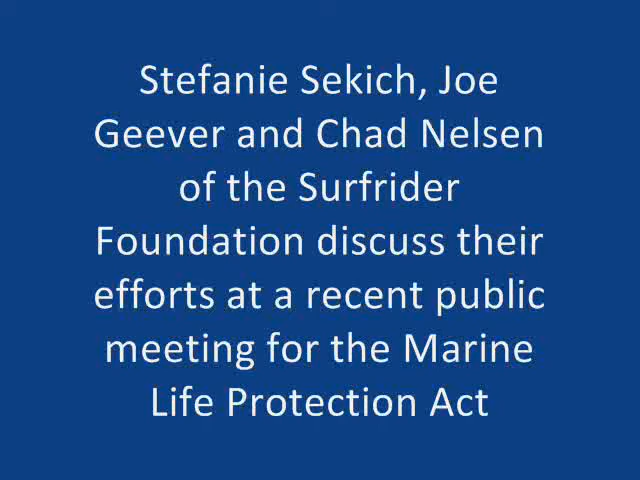 Stefanie Sekich, Joe
Geever and Chad Nelsen
of the Surfrider
Foundation discuss their
efforts at a recent public
meeting for the Marine
Life Protection Act